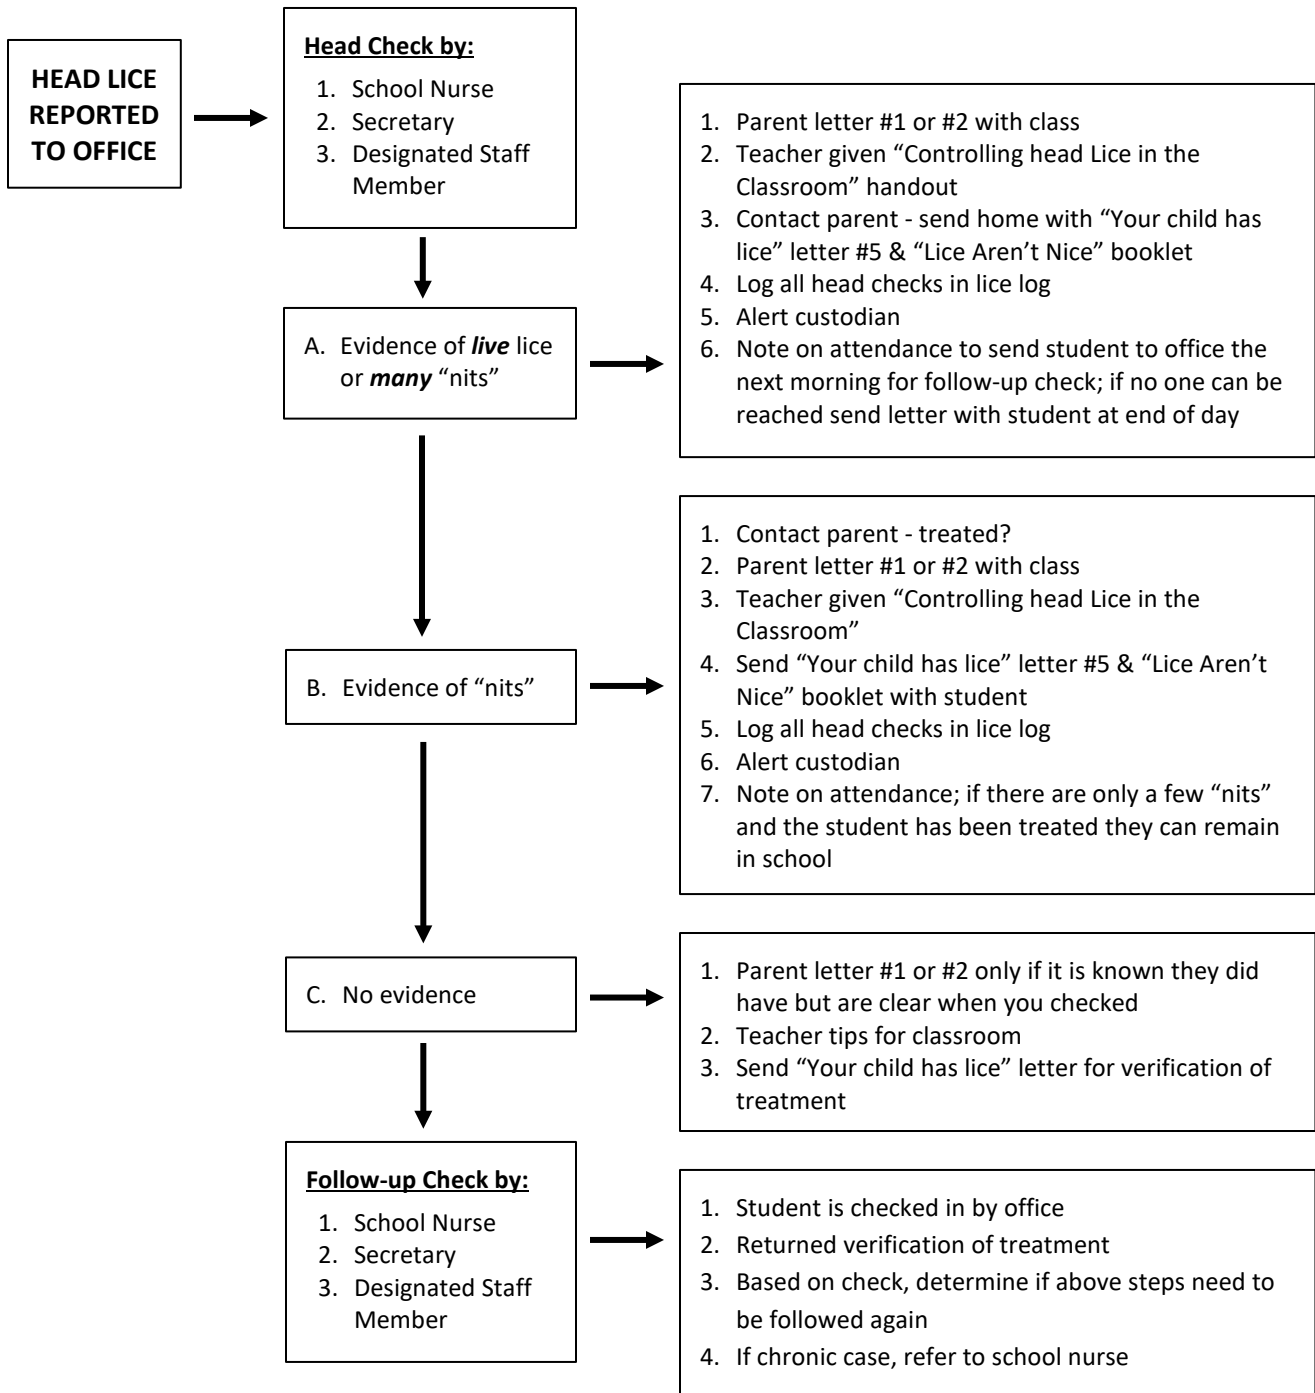 HEAD LICE
REPORTED
TO OFFICE
Head Check by:
1. School Nurse
2. Secretary
3. Designated Staff
Member
1. Parent letter #1 or #2 with class
2. Teacher given “Controlling head Lice in the
Classroom” handout
3. Contact parent - send home with “Your child has
lice” letter #5 & “Lice Aren’t Nice” booklet
4. Log all head checks in lice log
5. Alert custodian
6. Note on attendance to send student to office the
next morning for follow-up check; if no one can be
reached send letter with student at end of day
A. Evidence of live lice
or many “nits”
1. Contact parent - treated?
2. Parent letter #1 or #2 with class
3. Teacher given “Controlling head Lice in the
Classroom”
4. Send “Your child has lice” letter #5 & “Lice Aren’t
Nice” booklet with student
5. Log all head checks in lice log
6. Alert custodian
7. Note on attendance; if there are only a few “nits”
and the student has been treated they can remain
in school
B. Evidence of “nits”
1. Parent letter #1 or #2 only if it is known they did
have but are clear when you checked
2. Teacher tips for classroom
3. Send “Your child has lice” letter for verification of
treatment
C. No evidence
Follow-up Check by:
1. School Nurse
2. Secretary
3. Designated Staff
Member
1. Student is checked in by office
2. Returned verification of treatment
3. Based on check, determine if above steps need to
be followed again
4. If chronic case, refer to school nurse